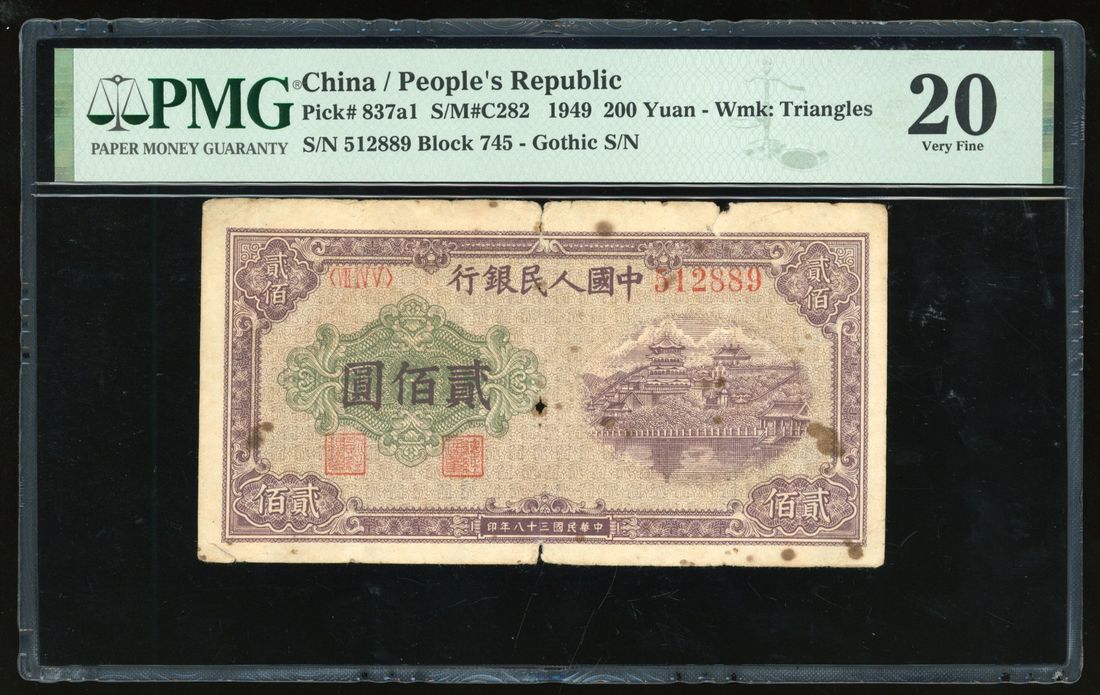 PMG®
PAPER MONEY GUARANTY
China / People's Republic
Pick# 837a1 S/M#C282 1949 200 Yuan - Wmk: Triangles
S/N 512889 Block 745 - Gothic S/N
20
Very Fine
貳佰
貳佰
行銀民人國中
512889
圓佰貳
佰貳
佰貳
印年八十三國民華中